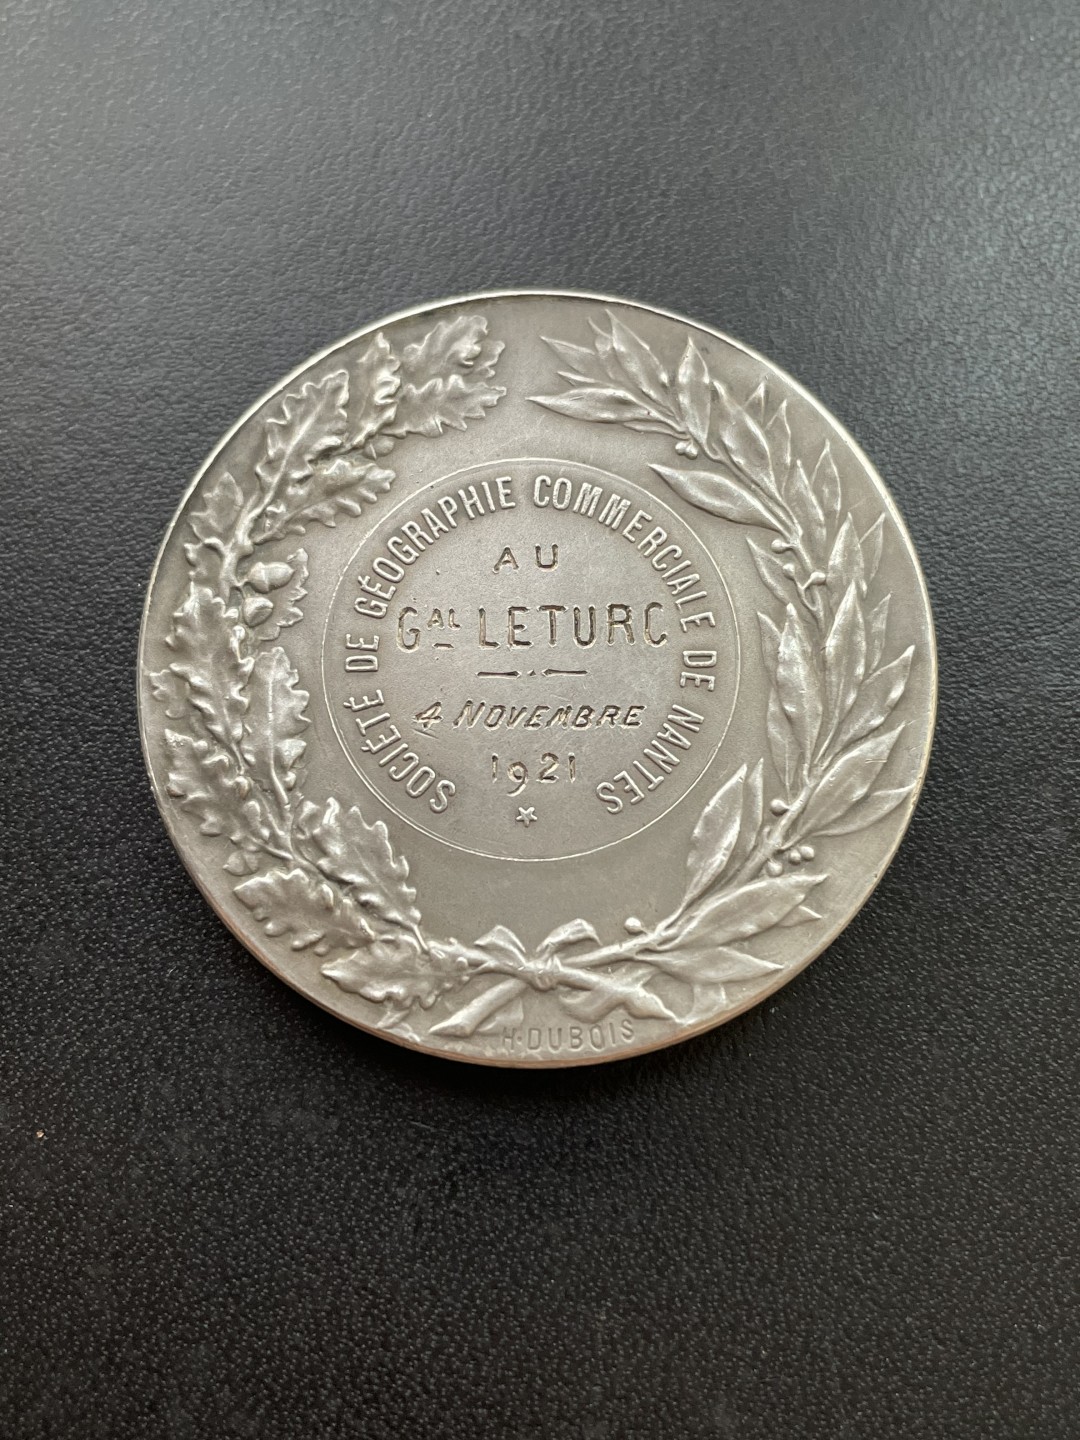 SOCIÉTÉ DE GÉOGRAPHIE COMMERCIALE DE NANTES
AU
GAL LETURC
4 NOVEMBRE
1921
H·DUBOIS